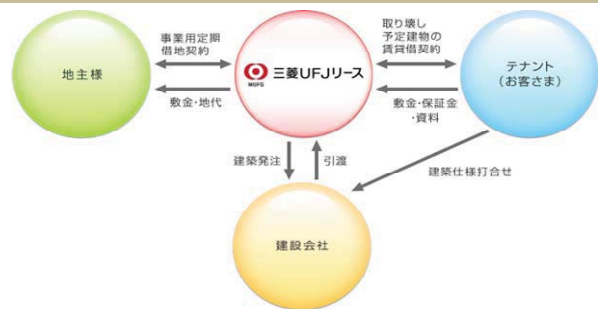 事業用定期
借地契約
取り壊し
予定建物の
賃貸借契約
地主様
MUFG
三菱UFJリース
テナント
(お客さま)
敷金・地代
敷金・保証金
・資料
建築発注
引渡
建築仕様打合せ
建設会社